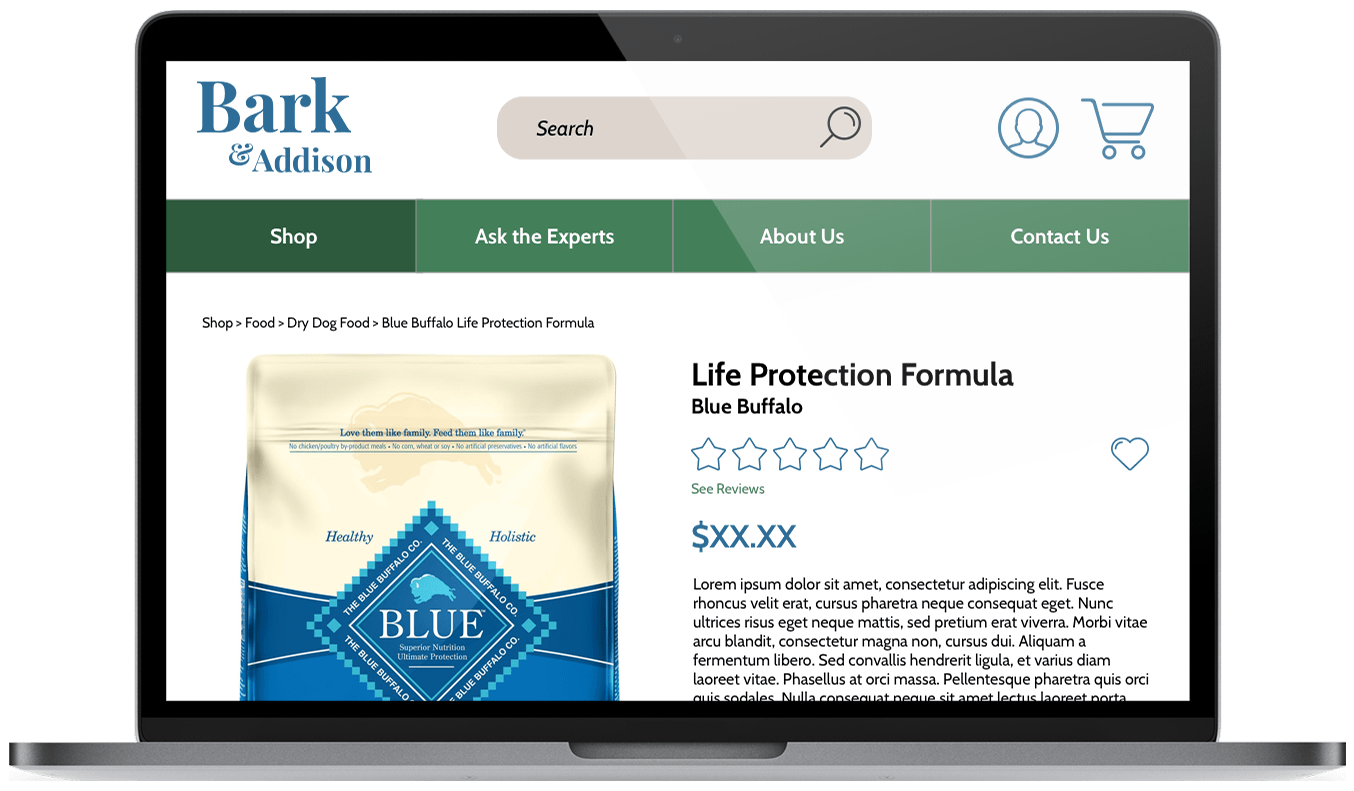 Bark
& Addison
Search
Shop
Ask the Experts
About Us
Contact Us
Shop > Food > Dry Dog Food > Blue Buffalo Life Protection Formula
Love them like family. Feed them like family.®
No chicken/poultry by-product meals • No corn, wheat or soy • No artificial preservatives • No artificial flavors
Healthy
Holistic
THE BLUE BUFFALO CO.
THE BLUE BUFFALO CO.
BLUE™
Superior Nutrition
Ultimate Protection
THE BLUE BUFFALO
BLUE BUFFALO CO.
Life Protection Formula
Blue Buffalo
See Reviews
$XX.XX
Lorem ipsum dolor sit amet, consectetur adipiscing elit. Fusce
rhoncus velit erat, cursus pharetra neque consequat eget. Nunc
ultrices risus eget neque mattis, sed pretium erat viverra. Morbi vitae
arcu blandit, consectetur magna non, cursus dui. Aliquam a
fermentum libero. Sed convallis hendrerit ligula, et varius diam
laoreet vitae. Phasellus at orci massa. Pellentesque pharetra quis orci
quis sodales. Nulla consequat neque sit amet lectus laoreet porta.